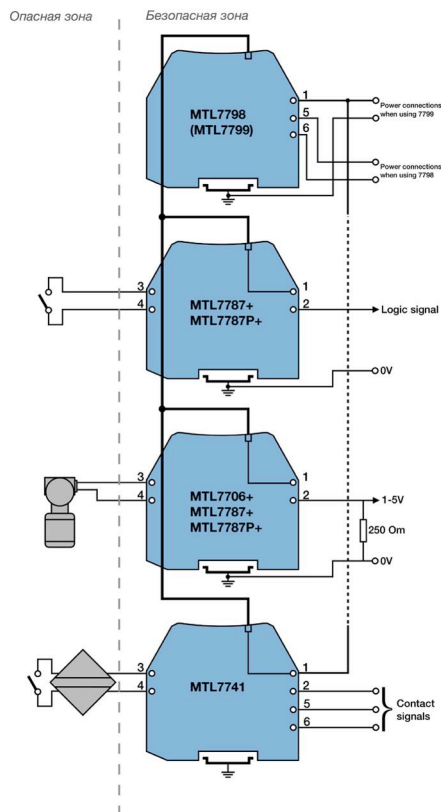 Опасная зона
Безопасная зона
MTL7798
(MTL7799)
1
5
6
Power connections
when using 7799
Power connections
when using 7798
3
4
MTL7787+
MTL7787P+
1
2
Logic signal
0V
3
4
MTL7706+
MTL7787+
MTL7787P+
1
2
1-5V
250 Om
0V
3
4
MTL7741
1
2
5
6
Contact
signals